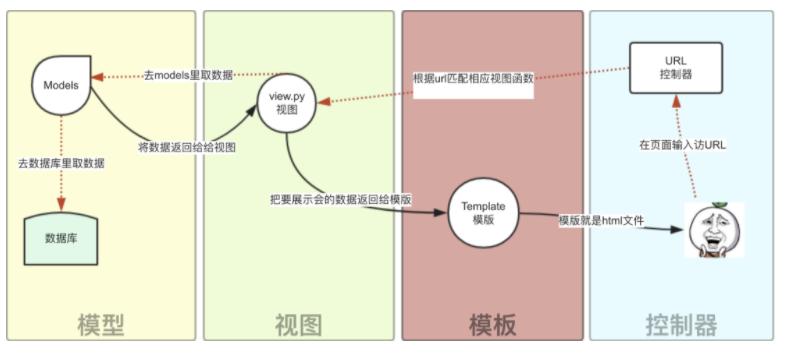 URL
控制器
根据url匹配相应视图函数
去models里取数据
Models
view.py
视图
将数据返回给给视图
在页面输入访URL
去数据库里取数据
把要展示会的数据返回给模版
Template
模版
模版就是html文件
数据库
模型
视图
模板
控制器